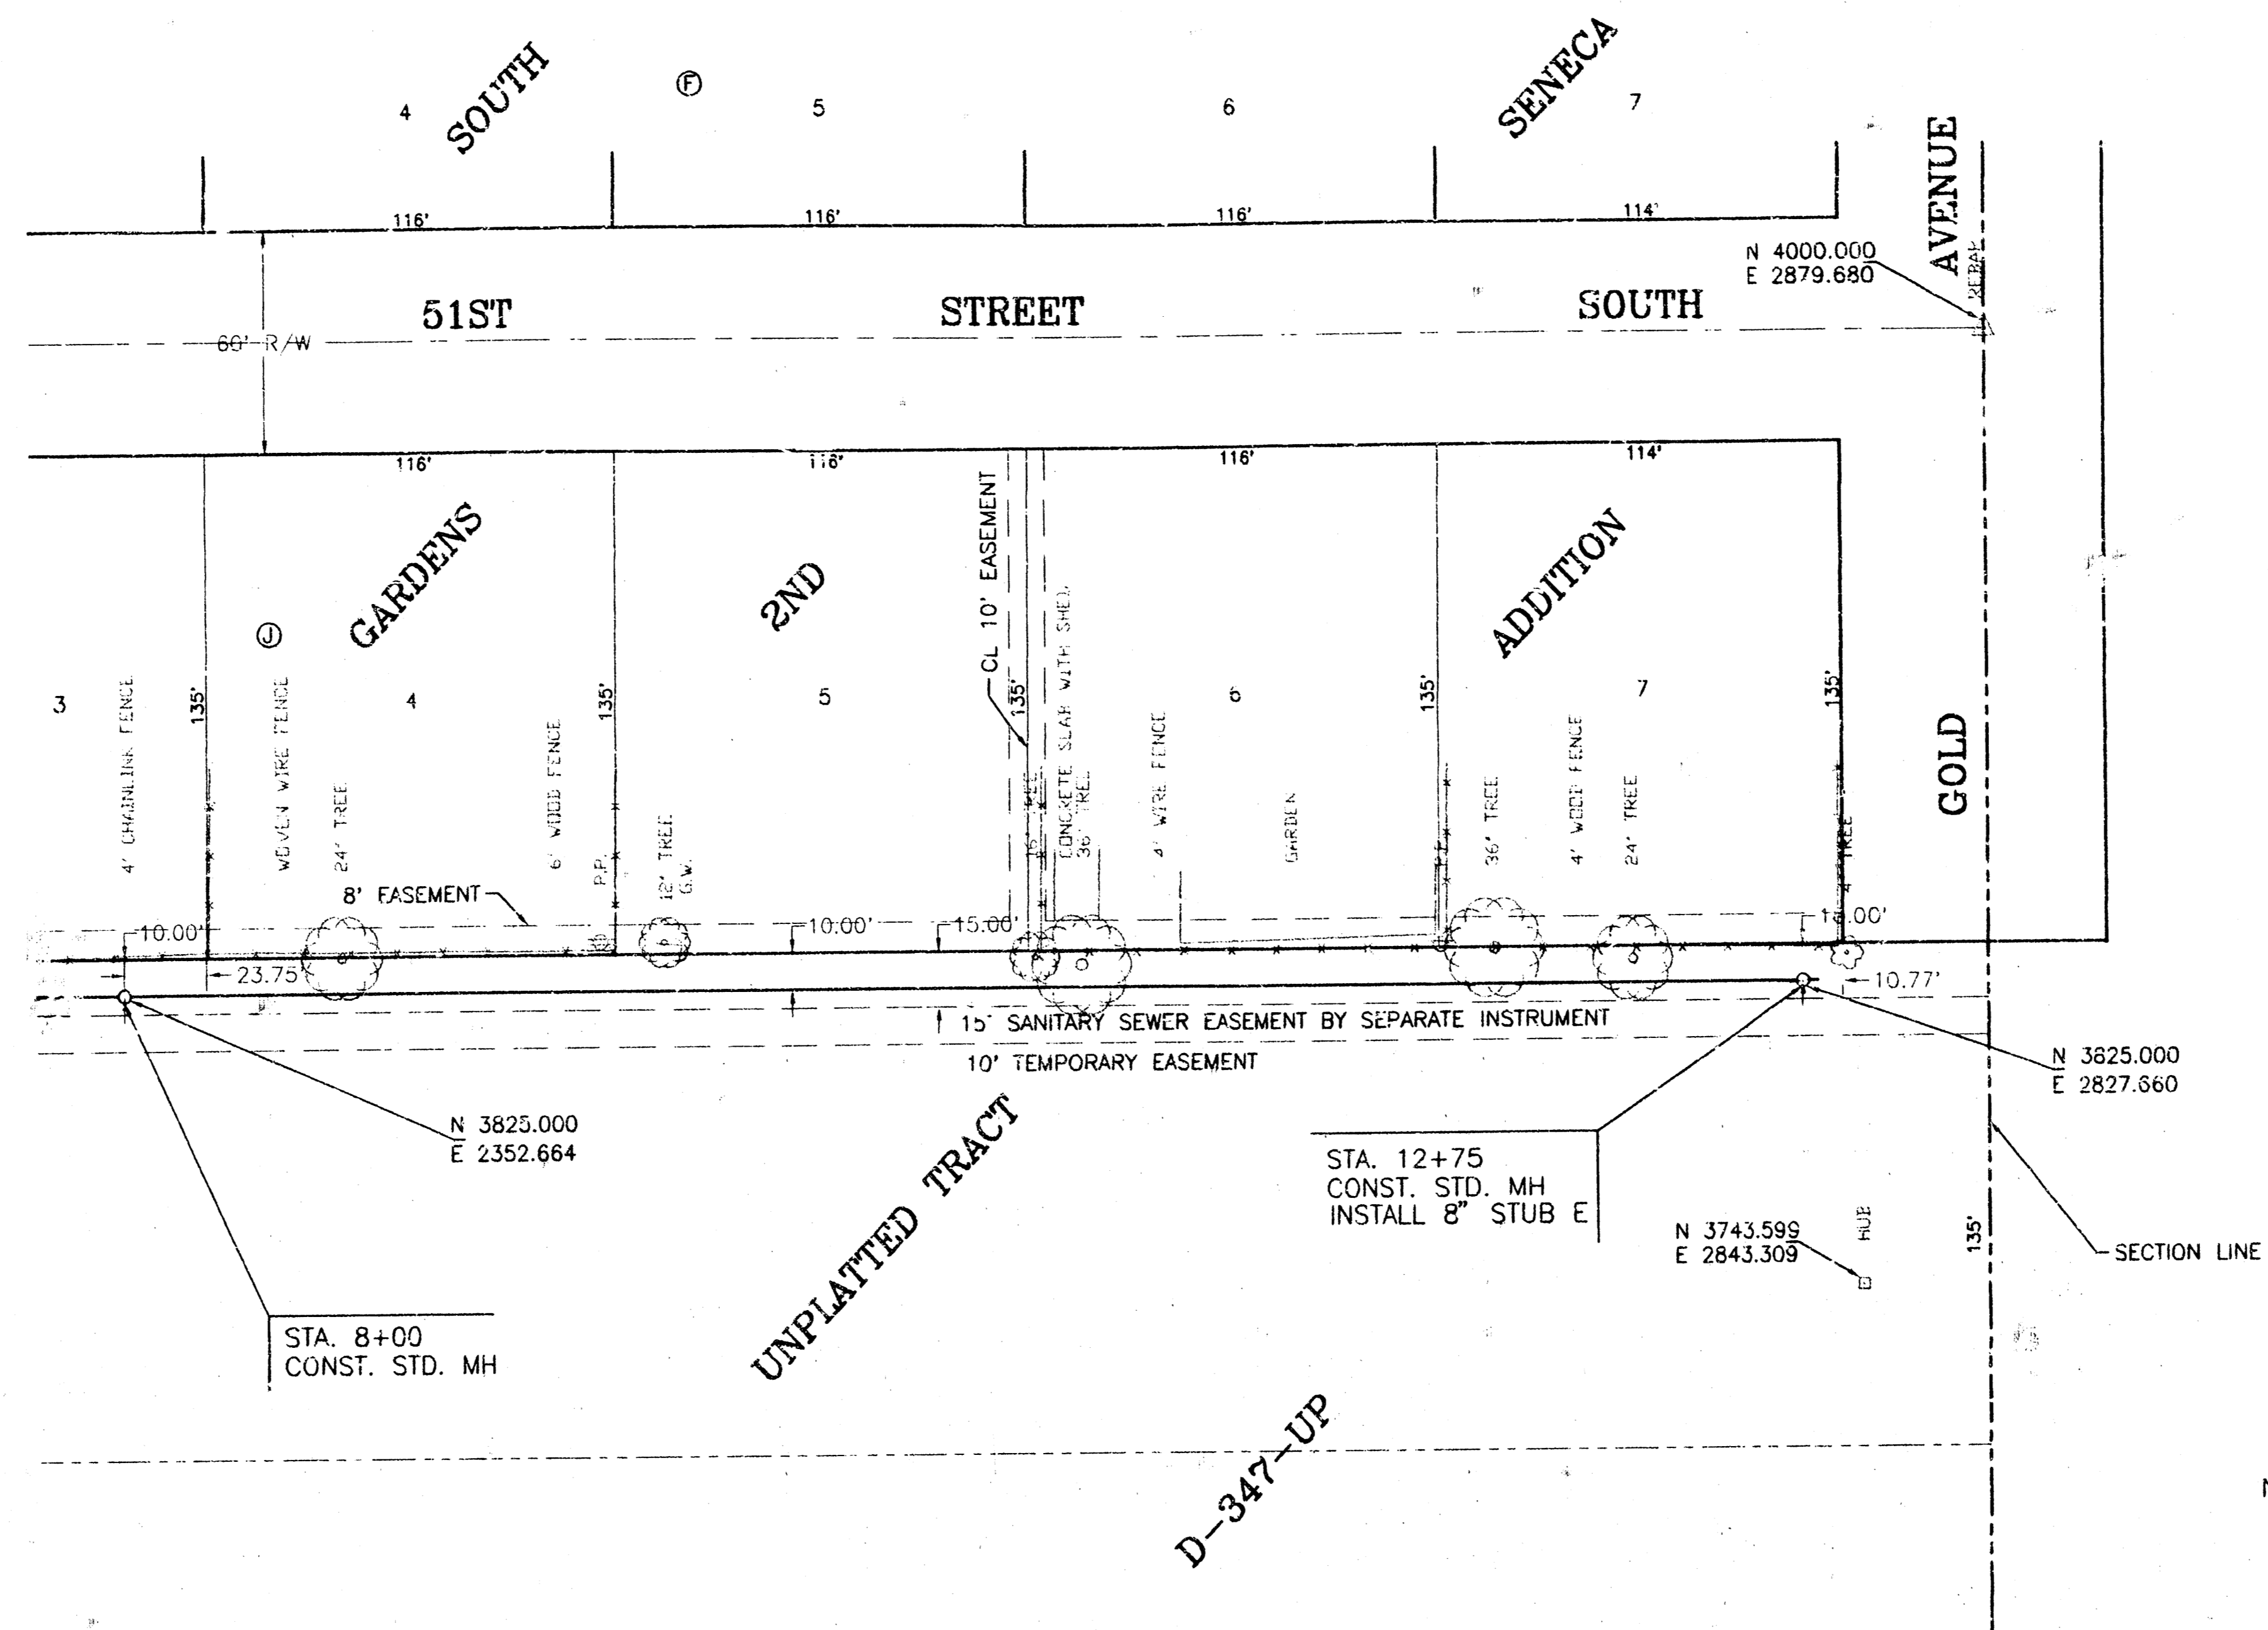 SOUTH
SENECA
F
4
5
6
7
116'
116'
116'
114'
AVENUE
N 4000.000
E 2879.680
REBAR
51ST STREET SOUTH
60' R/W
116'
116'
116'
114'
GARDENS
2ND
ADDITION
CL 10' EASEMENT
J
3
4
5
6
7
135'
135'
135'
135'
135'
GOLD
4' CHAINLINK FENCE
WOVEN WIRE FENCE
24' TREE
6' WOOD FENCE
P.P.
12' TREE
G.W.
CONCRETE SLAB WITH SHED
36' TREE
4' WIRE FENCE
GARDEN
36' TREE
4' WOOD FENCE
24' TREE
4' TREE
8' EASEMENT
10.00'
10.00'
15.00'
23.75
10.77'
15' SANITARY SEWER EASEMENT BY SEPARATE INSTRUMENT
10' TEMPORARY EASEMENT
N 3825.000
E 2827.660
N 3825.000
E 2352.664
UNPLATTED TRACT
STA. 12+75
CONST. STD. MH
INSTALL 8" STUB E
N 3743.599
E 2843.309
HUB
135'
SECTION LINE
STA. 8+00
CONST. STD. MH
D-347-UP
N